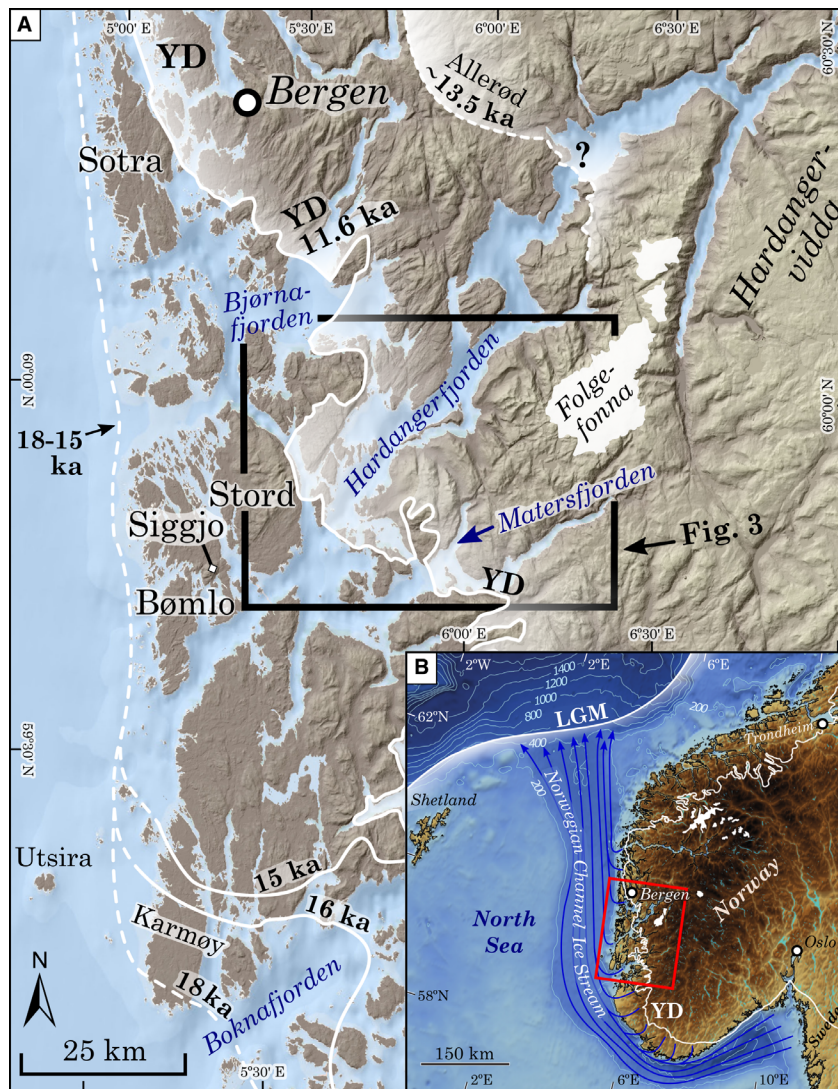 A
5°00' E
5°30' E
6°00' E
6°30' E
60°30' N
YD
Bergen
Allerød
~13.5 ka
?
Sotra
YD
11.6 ka
Hardanger-
vidda
Bjørna-
fjorden
60°00' N
60°00' N
18-15
ka
Hardangerfjorden
Folge-
fonna
Stord
Siggjo
Matersfjorden
Fig. 3
Bømlo
YD
6°00' E
6°30' E
59°30' N
Utsira
15 ka
16 ka
Karmøy
18 ka
Boknafjorden
N
25 km
5°30' E
B
2°W
2°E
6°E
1400
1200
1000
800
400
200
200
200
62°N
LGM
Trondheim
Shetland
Norwegian Channel Ice Stream
Bergen
Norway
North
Sea
Oslo
58°N
YD
150 km
2°E
6°E
10°E